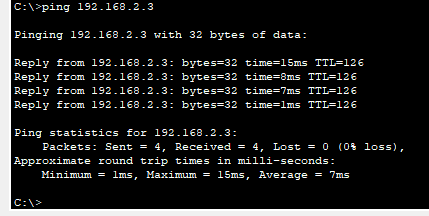 C:\>ping 192.168.2.3
Pinging 192.168.2.3 with 32 bytes of data:
Reply from 192.168.2.3: bytes=32 time=15ms TTL=126
Reply from 192.168.2.3: bytes=32 time=8ms TTL=126
Reply from 192.168.2.3: bytes=32 time=7ms TTL=126
Reply from 192.168.2.3: bytes=32 time=1ms TTL=126
Ping statistics for 192.168.2.3:
Packets: Sent = 4, Received = 4, Lost = 0 (0% loss),
Approximate round trip times in milli-seconds:
Minimum = 1ms, Maximum = 15ms, Average = 7ms
C:\>